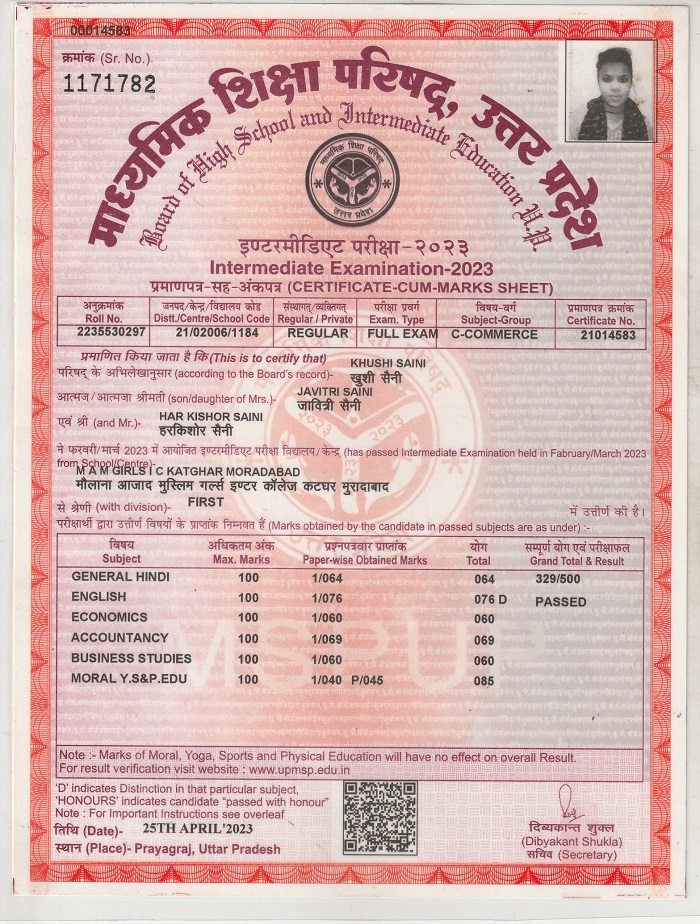 00014583
क्रमांक (Sr. No.)
1171782
माध्यमिक शिक्षा परिषद्, उत्तर प्रदेश
Board of High School and Intermediate Education U.P.
माध्यमिक शिक्षा परिषद
उत्तर प्रदेश
इण्टरमीडिएट परीक्षा-२०२३
Intermediate Examination-2023
प्रमाणपत्र-सह-अंकपत्र (CERTIFICATE-CUM-MARKS SHEET)
अनुक्रमांक जनपद/केन्द्र/विद्यालय कोड संस्थागत/व्यक्तिगत परीक्षा प्रवर्ग विषय-वर्ग प्रमाणपत्र क्रमांक
Roll No. Distt./Centre/School Code Regular / Private Exam. Type Subject-Group Certificate No.
2235530297 21/02006/1184 REGULAR FULL EXAM C-COMMERCE 21014583
प्रमाणित किया जाता है कि (This is to certify that) KHUSHI SAINI
परिषद् के अभिलेखानुसार (according to the Board's record)- खुशी सैनी
JAVITRI SAINI
आत्मज/आत्मजा श्रीमती (son/daughter of Mrs.)- जावित्री सैनी
HAR KISHOR SAINI
एवं श्री (and Mr.)- हरकिशोर सैनी
ने फरवरी/मार्च 2023 में आयोजित इण्टरमीडिएट परीक्षा विद्यालय/केन्द्र (has passed Intermediate Examination held in Fabruary/March 2023
from School/Centre)-
M A M GIRLS I C KATGHAR MORADABAD
मौलाना आजाद मुस्लिम गर्ल्स इण्टर कॉलेज कटघर मुरादाबाद
से श्रेणी (with division)- FIRST में उत्तीर्ण की है।
परीक्षार्थी द्वारा उत्तीर्ण विषयों के प्राप्तांक निम्नवत हैं (Marks obtained by the candidate in passed subjects are as under) :-
विषय अधिकतम अंक प्रश्नपत्रवार प्राप्तांक योग सम्पूर्ण योग एवं परीक्षाफल
Subject Max. Marks Paper-wise Obtained Marks Total Grand Total & Result
GENERAL HINDI 100 1/064 064 329/500
ENGLISH 100 1/076 076 D PASSED
ECONOMICS 100 1/060 060
ACCOUNTANCY 100 1/069 069
BUSINESS STUDIES 100 1/060 060
MORAL Y.S&P.EDU 100 1/040 P/045 085
MSPUP
Note :- Marks of Moral, Yoga, Sports and Physical Education will have no effect on overall Result.
For result verification visit website : www.upmsp.edu.in
'D' indicates Distinction in that particular subject,
'HONOURS' indicates candidate "passed with honour"
Note : For Important Instructions see overleaf
तिथि (Date)- 25TH APRIL'2023
स्थान (Place)- Prayagraj, Uttar Pradesh
दिब्यकान्त शुक्ल
(Dibyakant Shukla)
सचिव (Secretary)